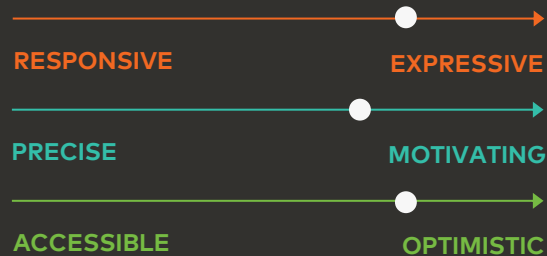 RESPONSIVE EXPRESSIVE
PRECISE MOTIVATING
ACCESSIBLE OPTIMISTIC